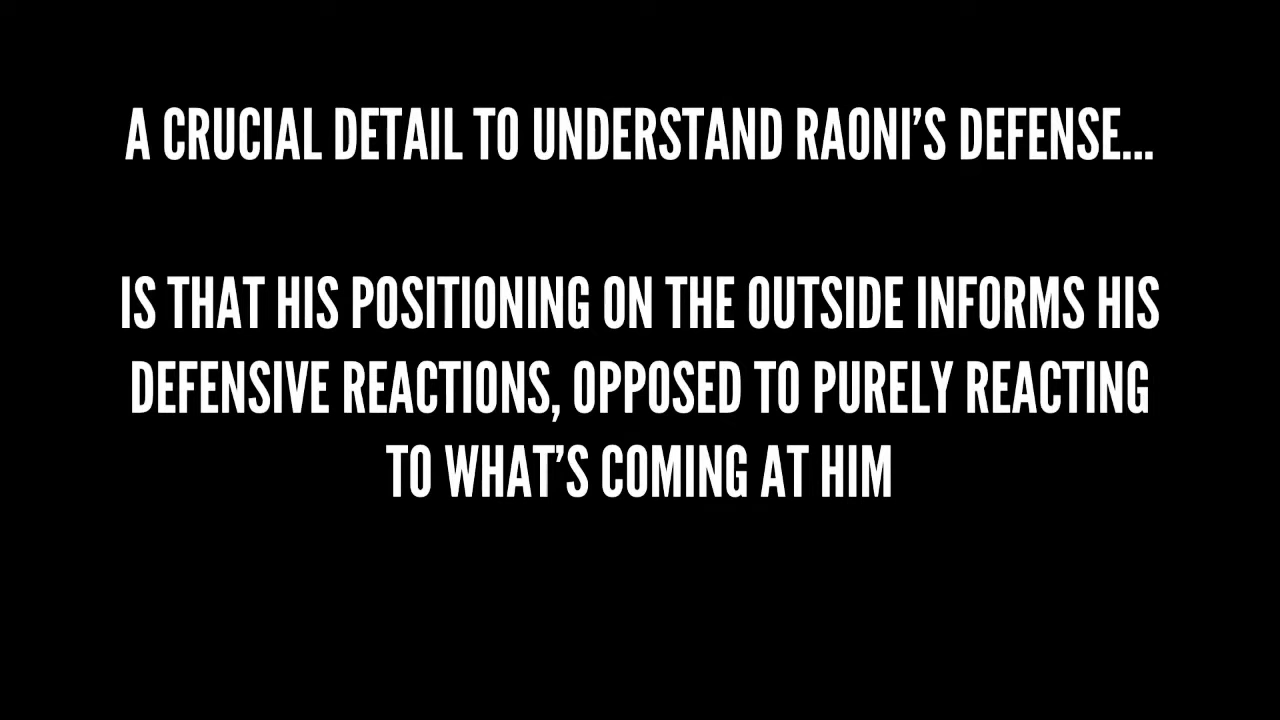 A CRUCIAL DETAIL TO UNDERSTAND RAONI’S DEFENSE...
IS THAT HIS POSITIONING ON THE OUTSIDE INFORMS HIS
DEFENSIVE REACTIONS, OPPOSED TO PURELY REACTING
TO WHAT’S COMING AT HIM